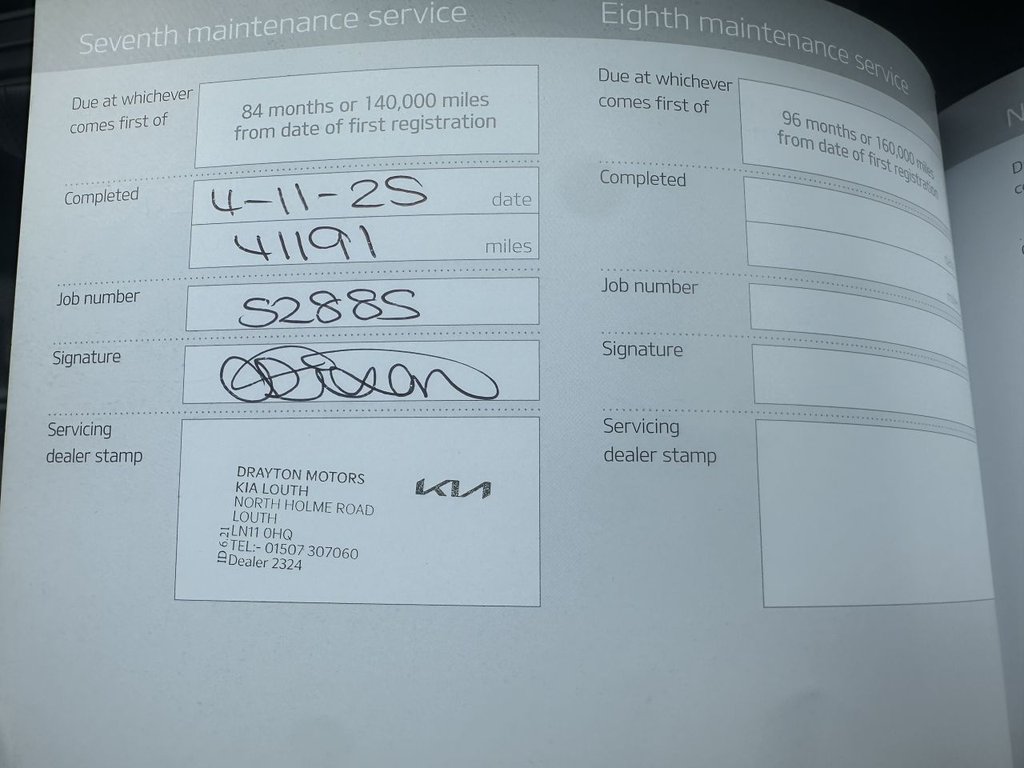 Seventh maintenance service
Due at whichever
comes first of
84 months or 140,000 miles
from date of first registration
Completed
4-11-25
date
41191
miles
Job number
52885
Signature
Servicing
dealer stamp
DRAYTON MOTORS
KIA LOUTH
NORTH HOLME ROAD
LOUTH
LN11 0HQ
TEL:- 01507 307060
Dealer 2324
ID 6 21
KIA
Eighth maintenance service
Due at whichever
comes first of
96 months or 160,000 miles
from date of first registration
Completed
Job number
Signature
Servicing
dealer stamp